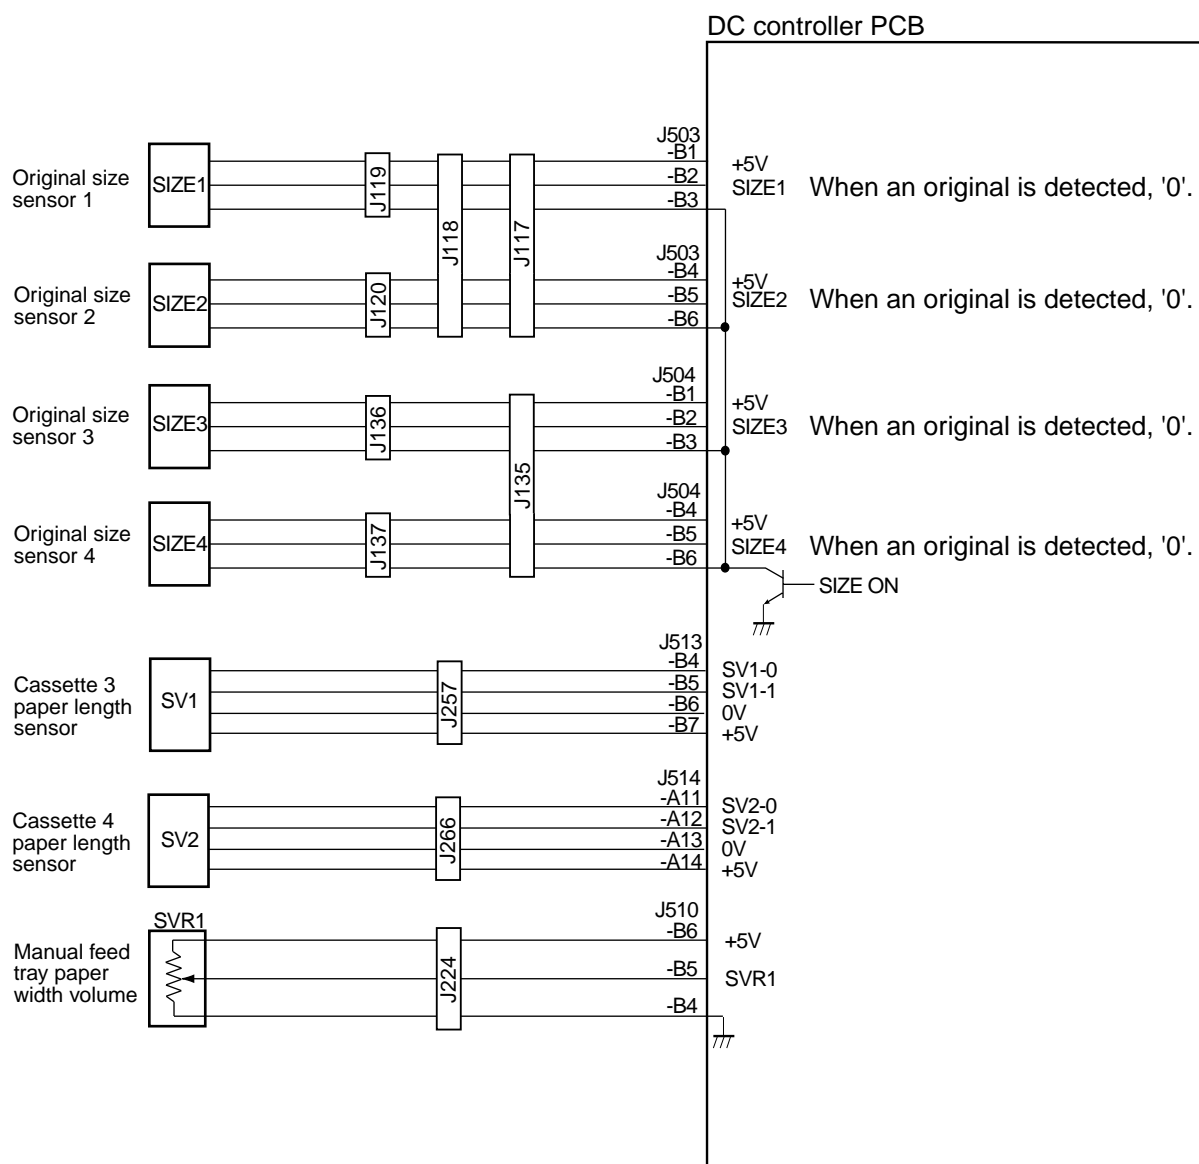 DC controller PCB
Original size
sensor 1
SIZE1
J119
J118
J117
J503
-B1
-B2
-B3
+5V
SIZE1
When an original is detected, '0'.
Original size
sensor 2
SIZE2
J120
J503
-B4
-B5
-B6
+5V
SIZE2
When an original is detected, '0'.
Original size
sensor 3
SIZE3
J136
J135
J504
-B1
-B2
-B3
+5V
SIZE3
When an original is detected, '0'.
Original size
sensor 4
SIZE4
J137
J504
-B4
-B5
-B6
+5V
SIZE4
When an original is detected, '0'.
SIZE ON
Cassette 3
paper length
sensor
SV1
J257
J513
-B4
-B5
-B6
-B7
SV1-0
SV1-1
0V
+5V
Cassette 4
paper length
sensor
SV2
J266
J514
-A11
-A12
-A13
-A14
SV2-0
SV2-1
0V
+5V
Manual feed
tray paper
width volume
SVR1
J224
J510
-B6
-B5
-B4
+5V
SVR1